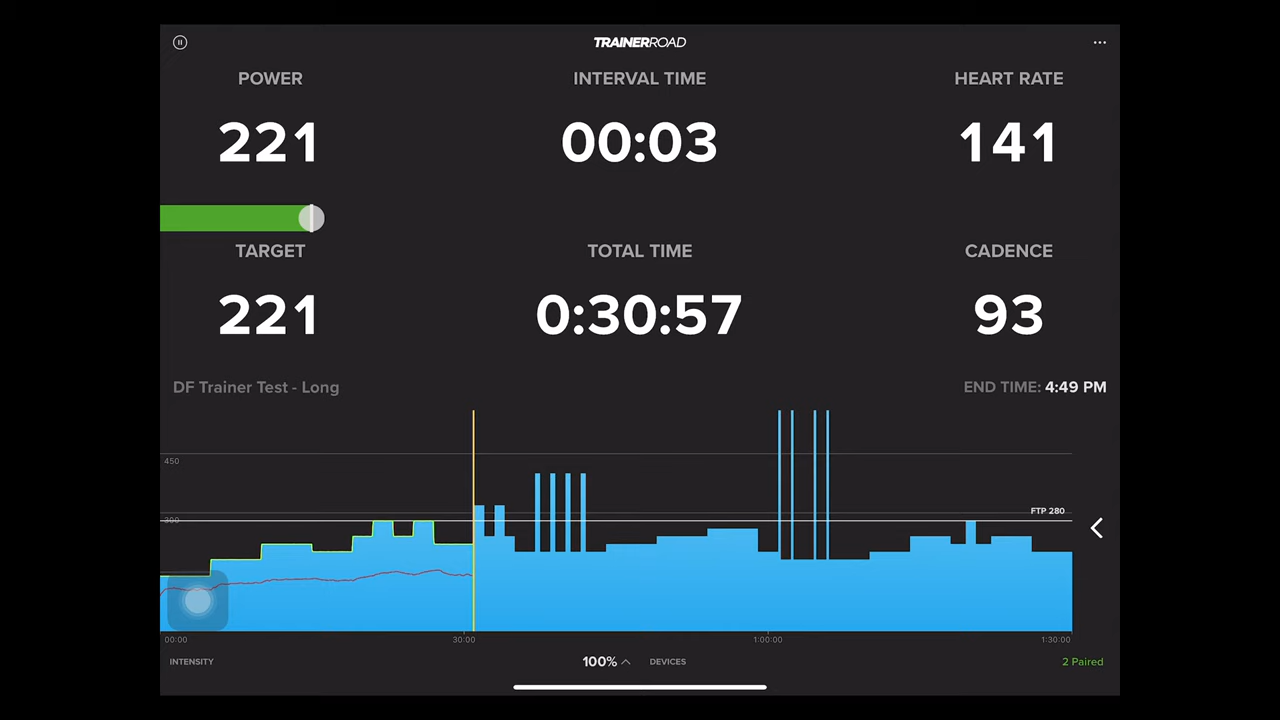 TRAINERROAD
POWER
INTERVAL TIME
HEART RATE
221
00:03
141
TARGET
TOTAL TIME
CADENCE
221
0:30:57
93
DF Trainer Test - Long
END TIME: 4:49 PM
450
FTP 280
300
00:00
30:00
1:00:00
1:30:00
INTENSITY
100%
DEVICES
2 Paired